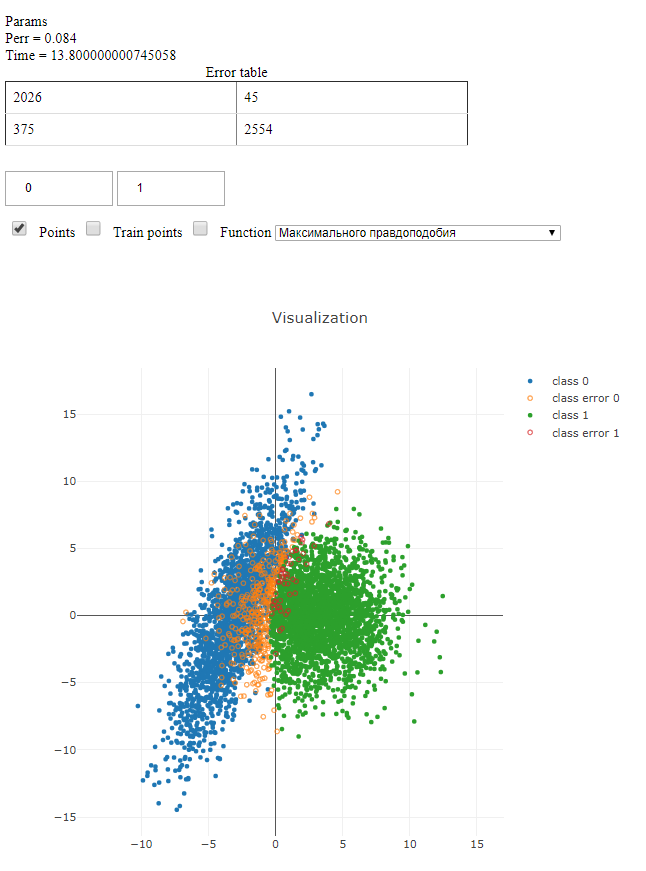 Params
Perr = 0.084
Time = 13.800000000745058
Error table
2026 45
375 2554
0 1
Points Train points Function Максимального правдоподобия
Visualization
class 0
class error 0
class 1
class error 1
15
10
5
0
−5
−10
−15
−10 −5 0 5 10 15